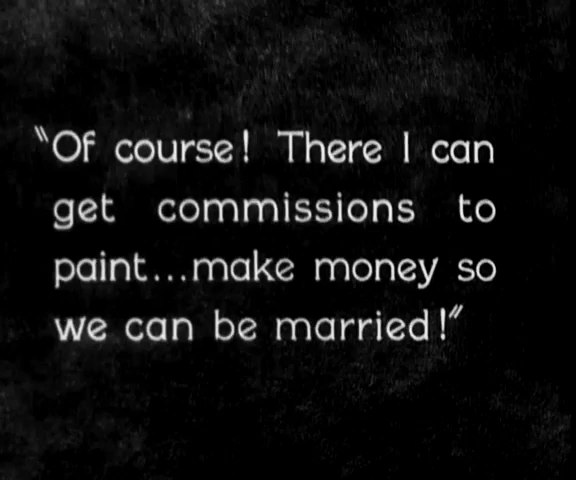 "Of course! There I can
get commissions to
paint...make money so
we can be married!"